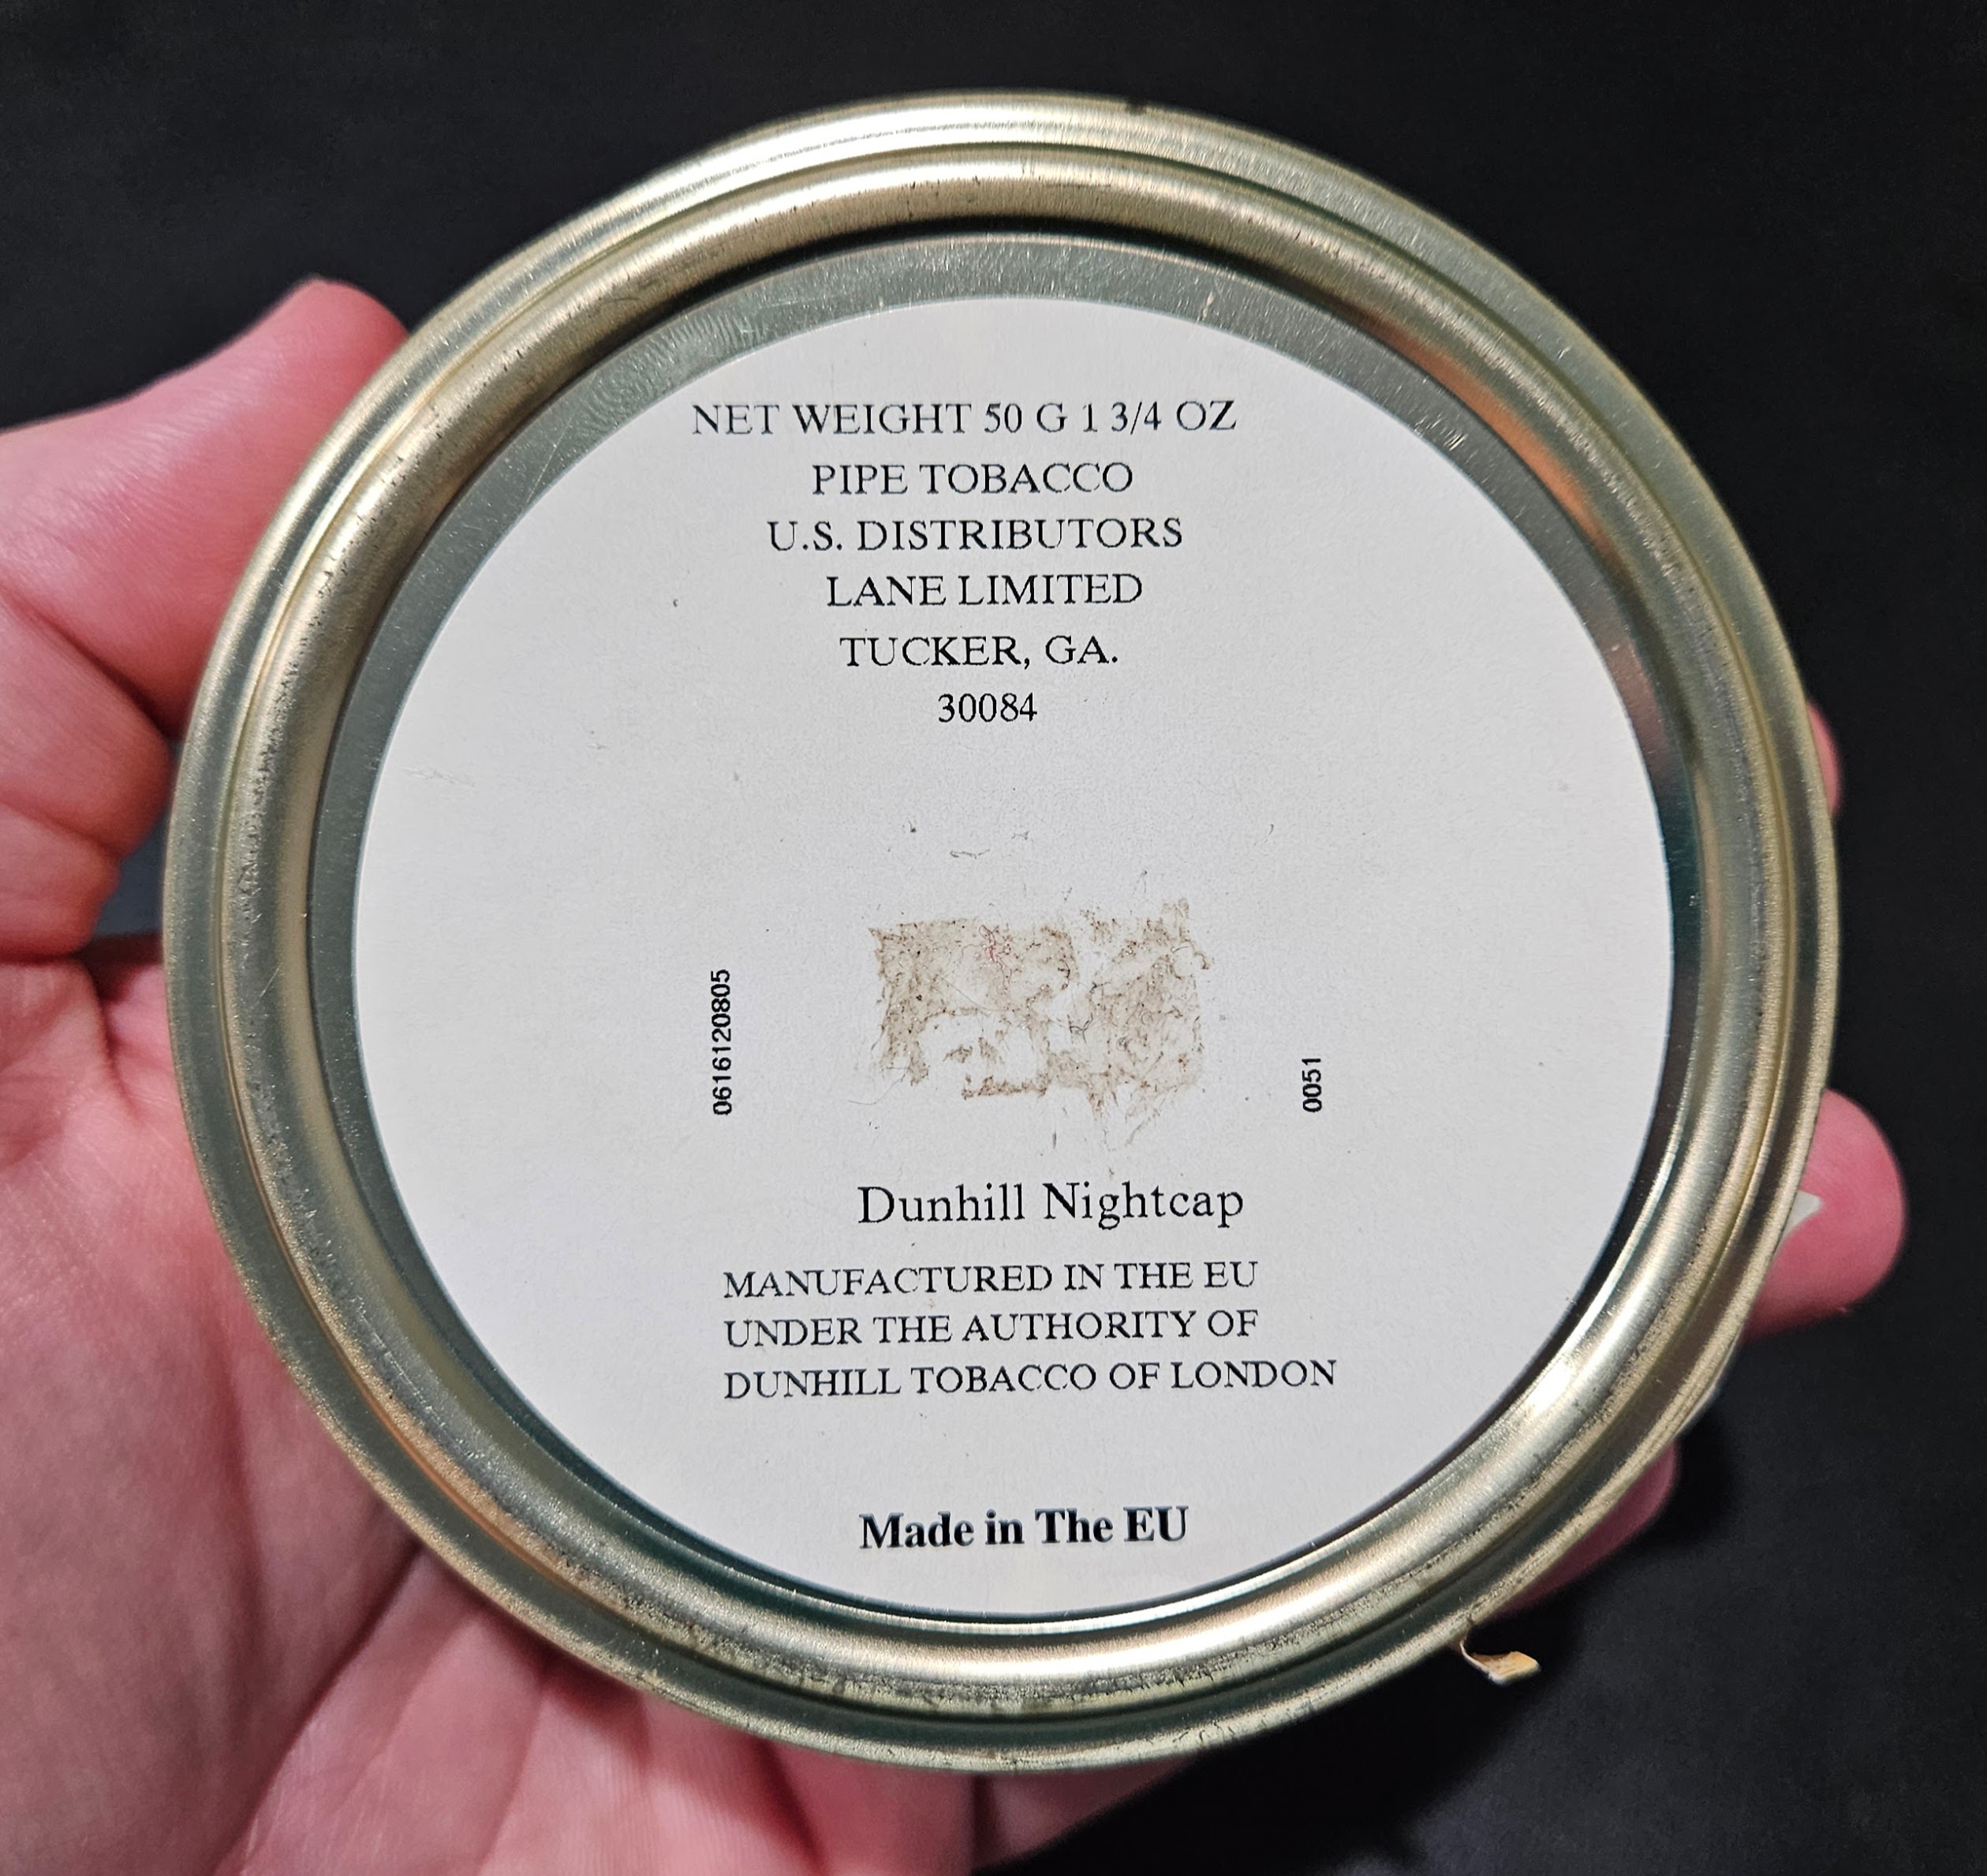 NET WEIGHT 50 G 1 3/4 OZ
PIPE TOBACCO
U.S. DISTRIBUTORS
LANE LIMITED
TUCKER, GA.
30084
0616120805
0051
Dunhill Nightcap
MANUFACTURED IN THE EU
UNDER THE AUTHORITY OF
DUNHILL TOBACCO OF LONDON
Made in The EU